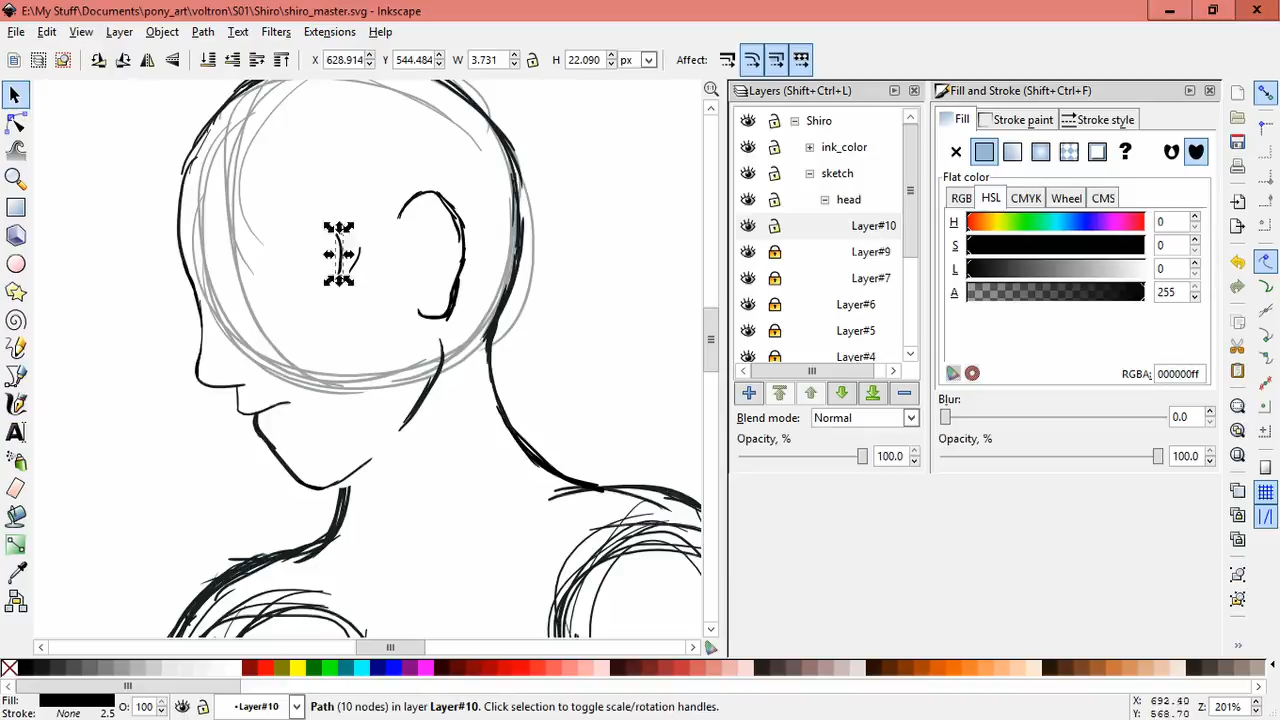 E:\My Stuff\Documents\pony_art\voltron\S01\Shiro\shiro_master.svg - Inkscape
File Edit View Layer Object Path Text Filters Extensions Help
X 628.914 Y 544.484 W 3.731 H 22.090 px Affect:
Layers (Shift+Ctrl+L)
Shiro
ink_color
sketch
head
Layer#10
Layer#9
Layer#7
Layer#6
Layer#5
Layer#4
Blend mode: Normal
Opacity, % 100.0
Fill and Stroke (Shift+Ctrl+F)
Fill Stroke paint Stroke style
?
Flat color
RGB HSL CMYK Wheel CMS
H 0
S 0
L 0
A 255
RGBA: 000000ff
Blur:
0.0
Opacity, %
100.0
Fill:
Stroke: None 2.5
O: 100
•Layer#10
Path (10 nodes) in layer Layer#10. Click selection to toggle scale/rotation handles.
X: 692.40
Y: 568.70
Z: 201%